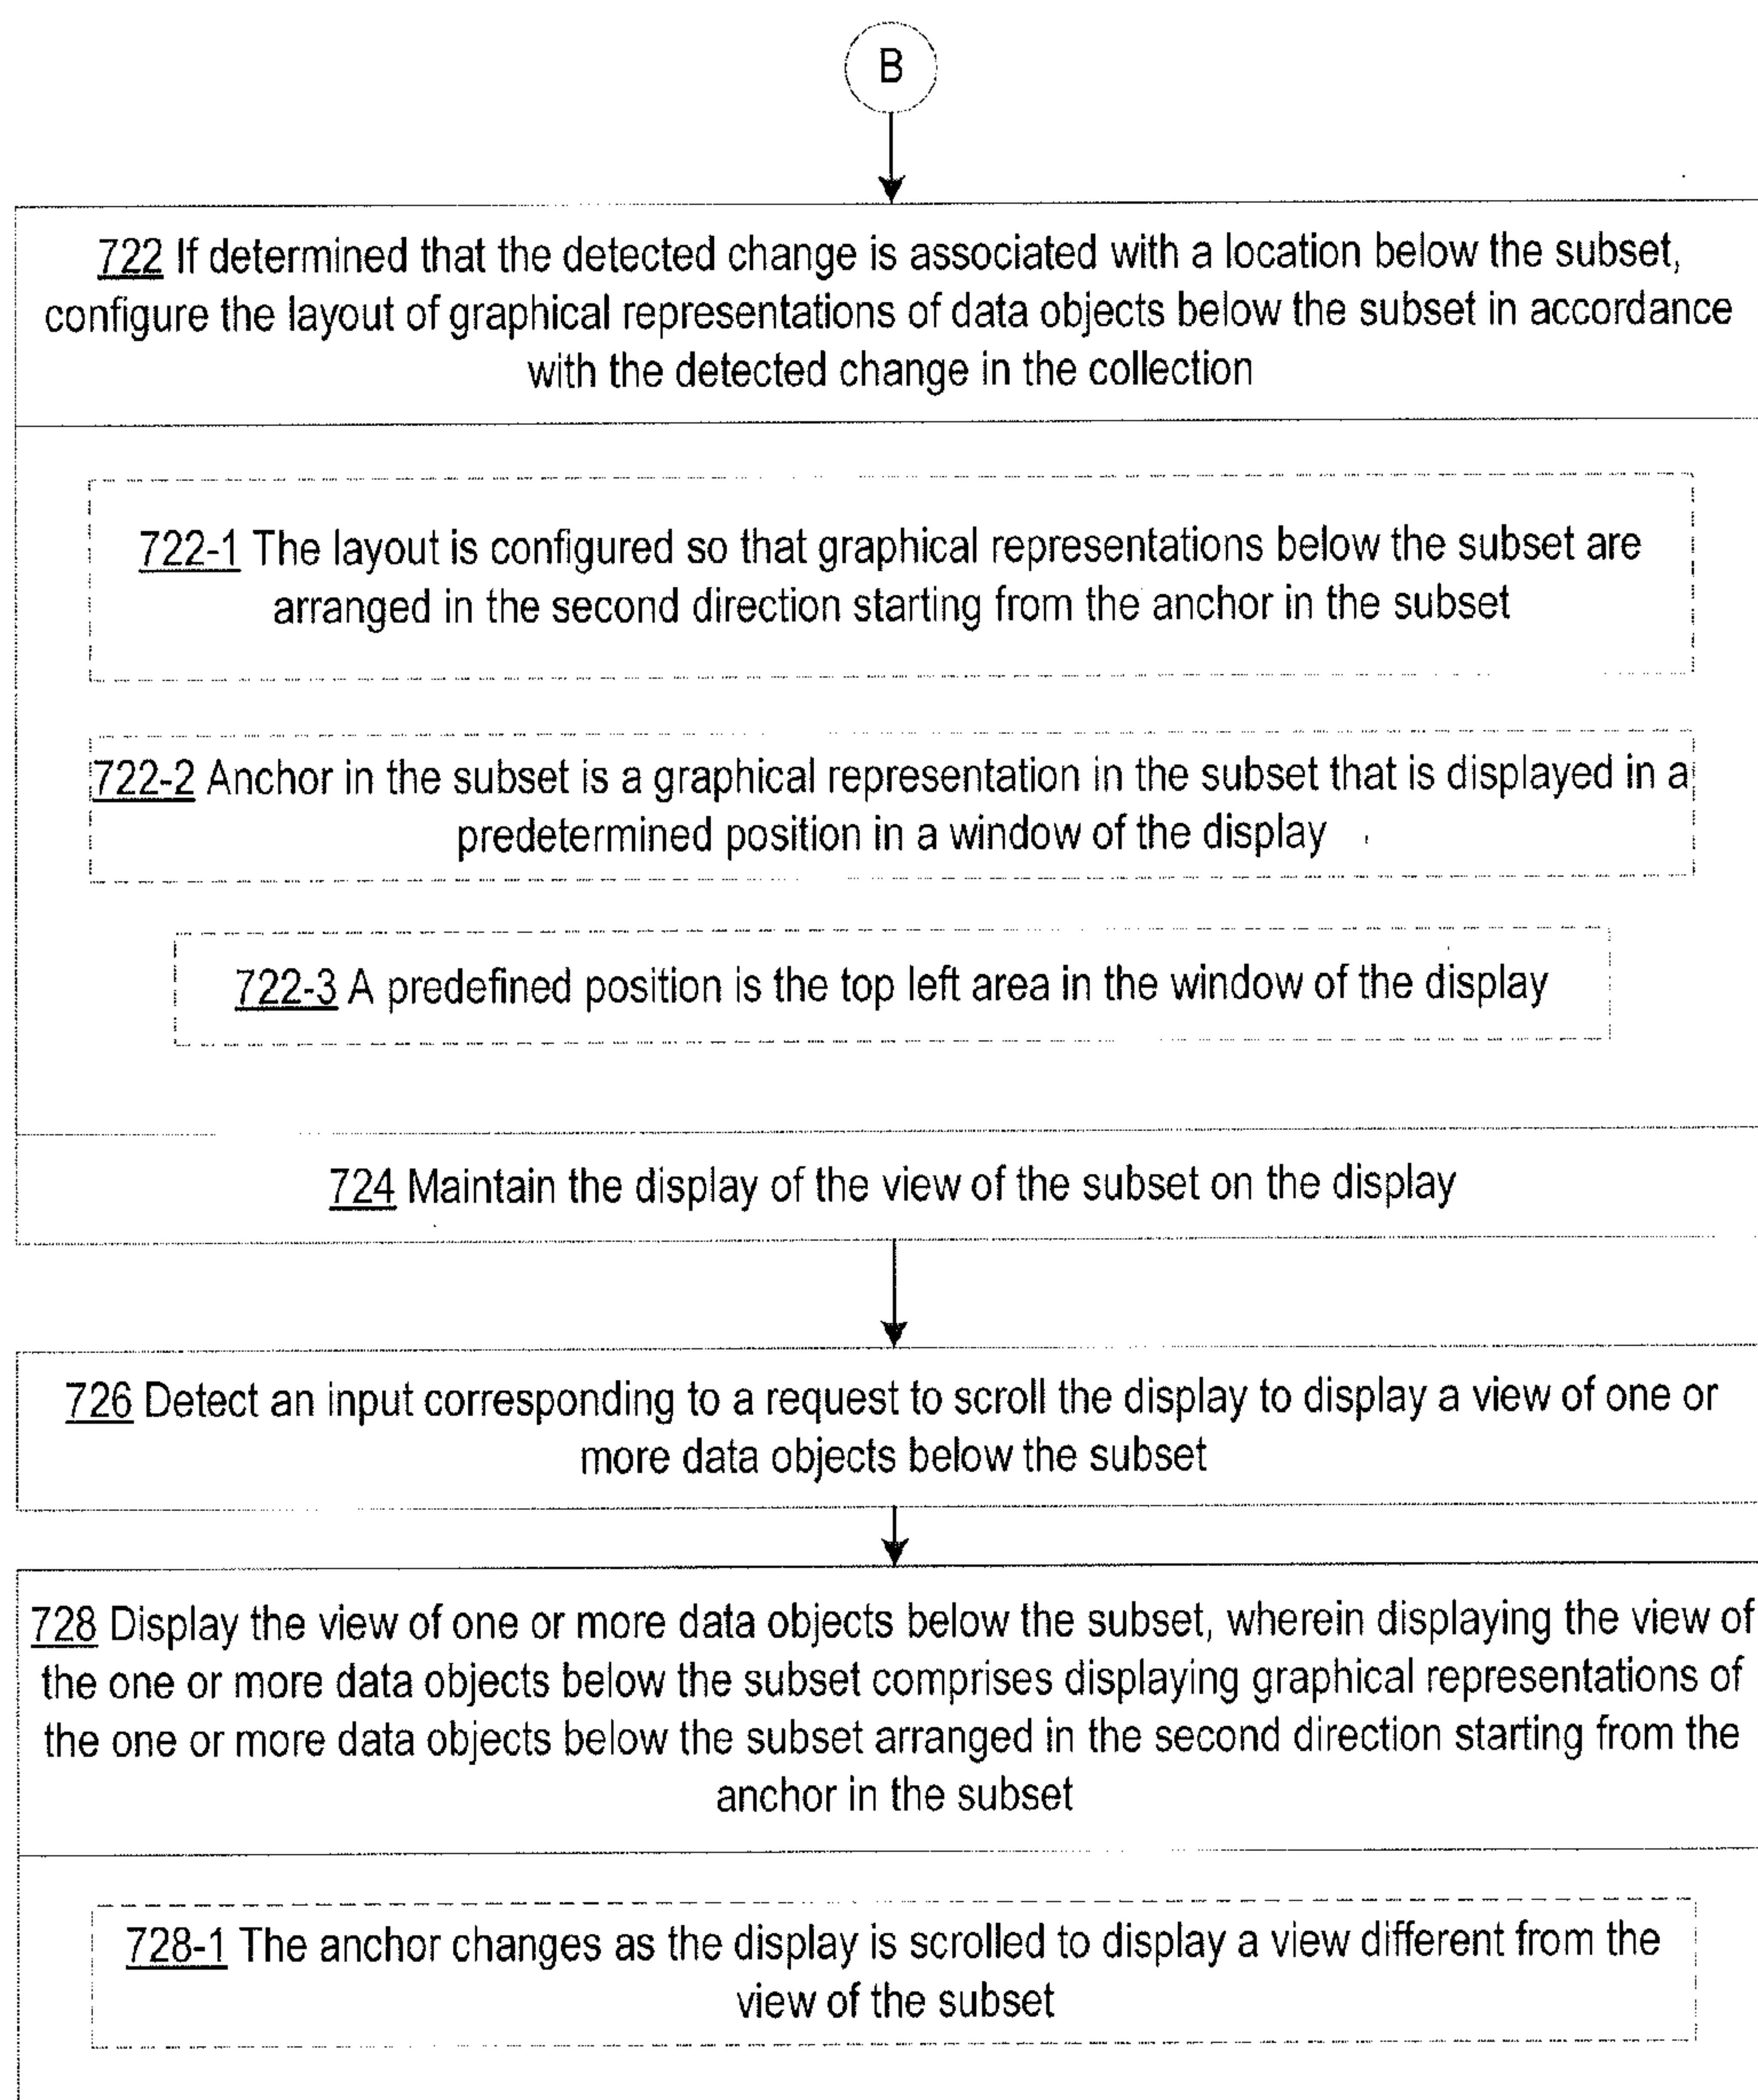 B
722 If determined that the detected change is associated with a location below the subset,
configure the layout of graphical representations of data objects below the subset in accordance
with the detected change in the collection
722-1 The layout is configured so that graphical representations below the subset are
arranged in the second direction starting from the anchor in the subset
722-2 Anchor in the subset is a graphical representation in the subset that is displayed in a
predetermined position in a window of the display
722-3 A predefined position is the top left area in the window of the display
724 Maintain the display of the view of the subset on the display
726 Detect an input corresponding to a request to scroll the display to display a view of one or
more data objects below the subset
728 Display the view of one or more data objects below the subset, wherein displaying the view of
the one or more data objects below the subset comprises displaying graphical representations of
the one or more data objects below the subset arranged in the second direction starting from the
anchor in the subset
728-1 The anchor changes as the display is scrolled to display a view different from the
view of the subset